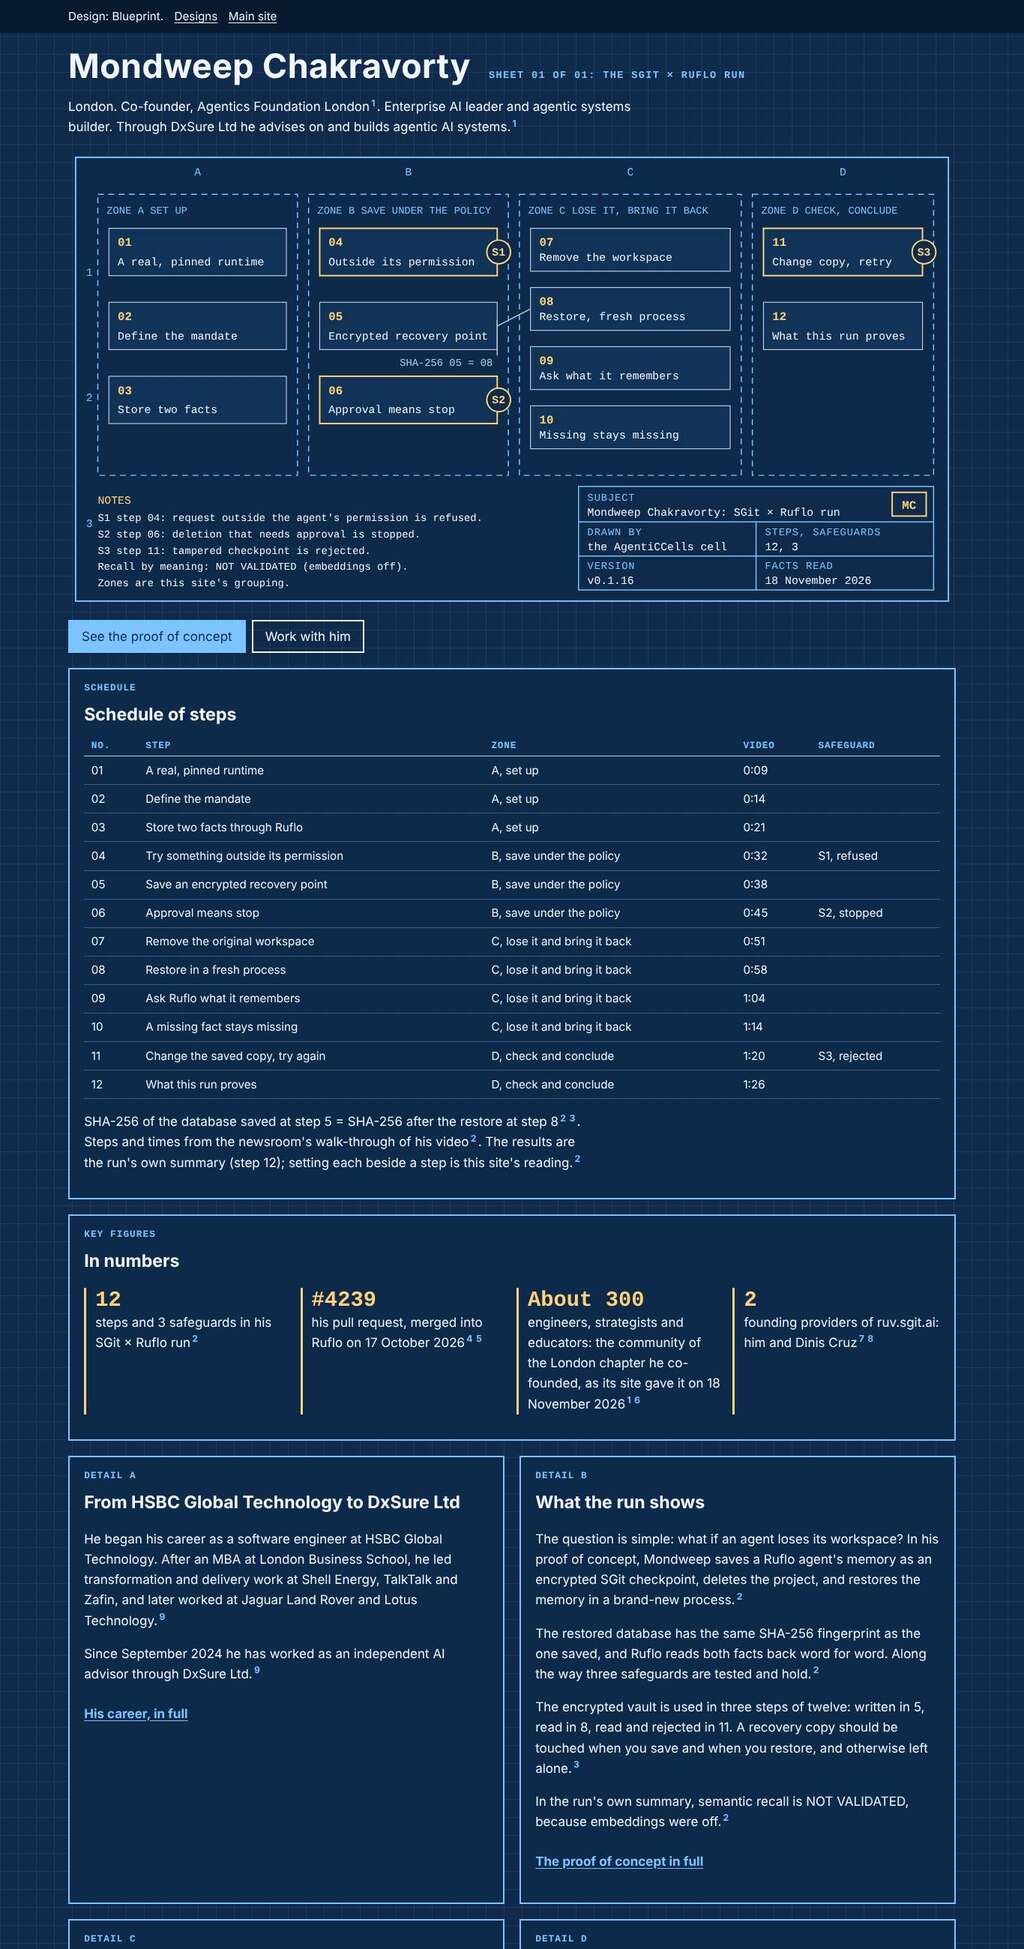 Design: Blueprint. Designs Main site
Mondweep Chakravorty SHEET 01 OF 01: THE SGIT × RUFLO RUN
London. Co-founder, Agentics Foundation London 1. Enterprise AI leader and agentic systems
builder. Through DxSure Ltd he advises on and builds agentic AI systems. 1
A B C D
ZONE A SET UP
01
A real, pinned runtime
02
Define the mandate
03
Store two facts
ZONE B SAVE UNDER THE POLICY
04
Outside its permission
S1
05
Encrypted recovery point
SHA-256 05 = 08
06
Approval means stop
S2
ZONE C LOSE IT, BRING IT BACK
07
Remove the workspace
08
Restore, fresh process
09
Ask what it remembers
10
Missing stays missing
ZONE D CHECK, CONCLUDE
11
Change copy, retry
S3
12
What this run proves
1
2
3
NOTES
S1 step 04: request outside the agent's permission is refused.
S2 step 06: deletion that needs approval is stopped.
S3 step 11: tampered checkpoint is rejected.
Recall by meaning: NOT VALIDATED (embeddings off).
Zones are this site's grouping.
SUBJECT
Mondweep Chakravorty: SGit × Ruflo run
MC
DRAWN BY
the AgentiCCells cell
STEPS, SAFEGUARDS
12, 3
VERSION
v0.1.16
FACTS READ
18 November 2026
See the proof of concept
Work with him
SCHEDULE
Schedule of steps
NO. STEP ZONE VIDEO SAFEGUARD
01 A real, pinned runtime A, set up 0:09
02 Define the mandate A, set up 0:14
03 Store two facts through Ruflo A, set up 0:21
04 Try something outside its permission B, save under the policy 0:32 S1, refused
05 Save an encrypted recovery point B, save under the policy 0:38
06 Approval means stop B, save under the policy 0:45 S2, stopped
07 Remove the original workspace C, lose it and bring it back 0:51
08 Restore in a fresh process C, lose it and bring it back 0:58
09 Ask Ruflo what it remembers C, lose it and bring it back 1:04
10 A missing fact stays missing C, lose it and bring it back 1:14
11 Change the saved copy, try again D, check and conclude 1:20 S3, rejected
12 What this run proves D, check and conclude 1:26
SHA-256 of the database saved at step 5 = SHA-256 after the restore at step 8 2 3.
Steps and times from the newsroom's walk-through of his video 2. The results are
the run's own summary (step 12); setting each beside a step is this site's reading. 2
KEY FIGURES
In numbers
12
steps and 3 safeguards in his
SGit × Ruflo run 2
#4239
his pull request, merged into
Ruflo on 17 October 2026 4 5
About 300
engineers, strategists and
educators: the community of
the London chapter he co-
founded, as its site gave it on 18
November 2026 1 6
2
founding providers of ruv.sgit.ai:
him and Dinis Cruz 7 8
DETAIL A
From HSBC Global Technology to DxSure Ltd
He began his career as a software engineer at HSBC Global
Technology. After an MBA at London Business School, he led
transformation and delivery work at Shell Energy, TalkTalk and
Zafin, and later worked at Jaguar Land Rover and Lotus
Technology. 9
Since September 2024 he has worked as an independent AI
advisor through DxSure Ltd. 9
His career, in full
DETAIL B
What the run shows
The question is simple: what if an agent loses its workspace? In his
proof of concept, Mondweep saves a Ruflo agent's memory as an
encrypted SGit checkpoint, deletes the project, and restores the
memory in a brand-new process. 2
The restored database has the same SHA-256 fingerprint as the
one saved, and Ruflo reads both facts back word for word. Along
the way three safeguards are tested and hold. 2
The encrypted vault is used in three steps of twelve: written in 5,
read in 8, read and rejected in 11. A recovery copy should be
touched when you save and when you restore, and otherwise left
alone. 3
In the run's own summary, semantic recall is NOT VALIDATED,
because embeddings were off. 2
The proof of concept in full
DETAIL C
DETAIL D